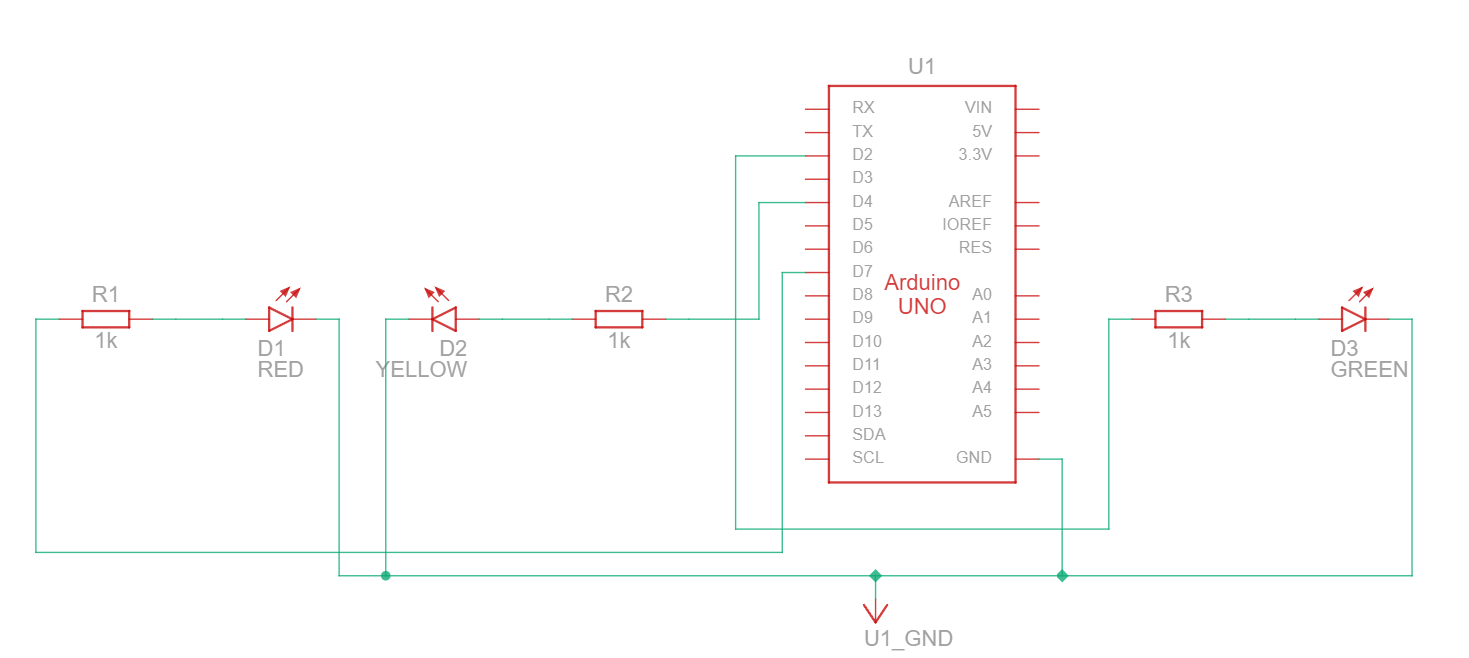 U1
RX
VIN
TX
5V
D2
3.3V
D3
D4
AREF
D5
IOREF
D6
RES
D7
Arduino
UNO
D8
A0
D9
A1
D10
A2
D11
A3
D12
A4
D13
A5
SDA
SCL
GND
R1
1k
D1
RED
D2
YELLOW
R2
1k
R3
1k
D3
GREEN
U1_GND